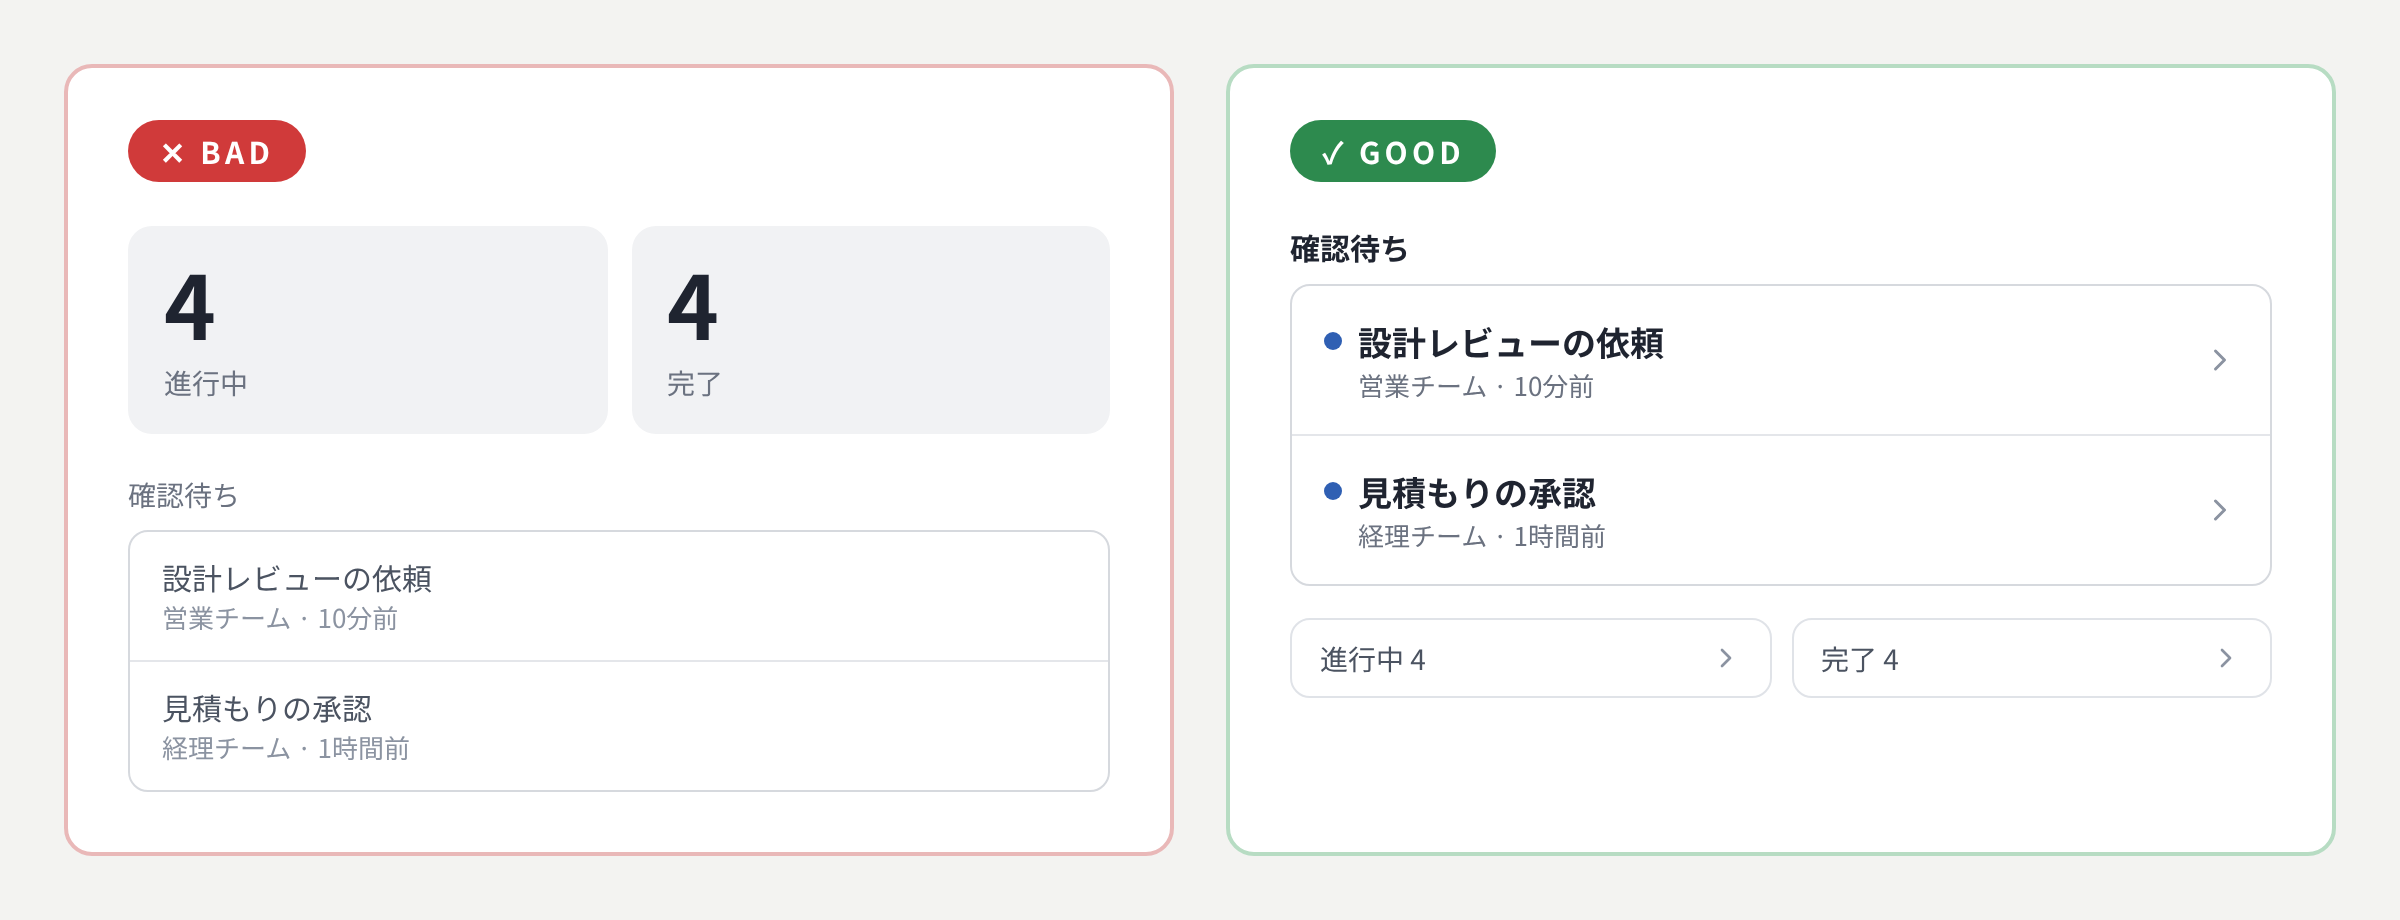 × BAD
4
進行中
4
完了
確認待ち
設計レビューの依頼
営業チーム · 10分前
見積もりの承認
経理チーム · 1時間前
✓ GOOD
確認待ち
設計レビューの依頼
営業チーム · 10分前
見積もりの承認
経理チーム · 1時間前
進行中 4
完了 4